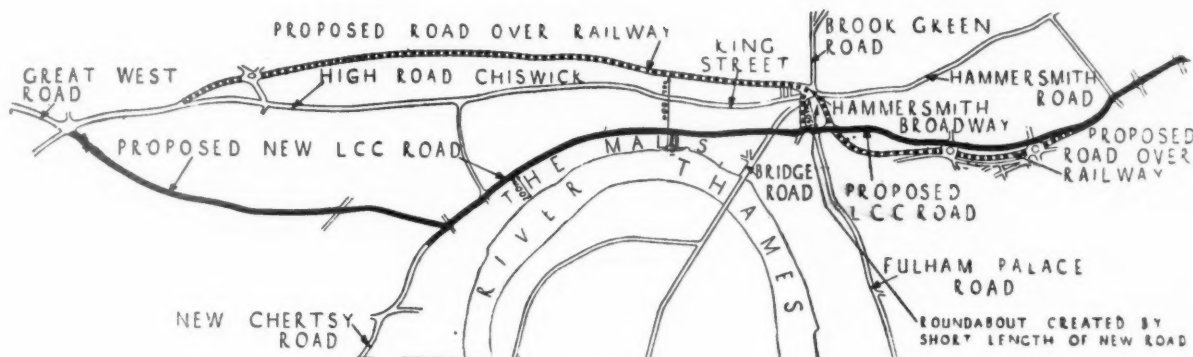 PROPOSED ROAD OVER RAILWAY
GREAT WEST
ROAD
HIGH ROAD CHISWICK
KING
STREET
BROOK GREEN
ROAD
HAMMERSMITH
ROAD
HAMMERSMITH
BROADWAY
PROPOSED NEW LCC ROAD
THE MALLS
RIVER THAMES
BRIDGE
ROAD
PROPOSED
LCC ROAD
PROPOSED
ROAD OVER
RAILWAY
FULHAM PALACE
ROAD
NEW CHERTSY
ROAD
ROUNDABOUT CREATED BY
SHORT LENGTH OF NEW ROAD